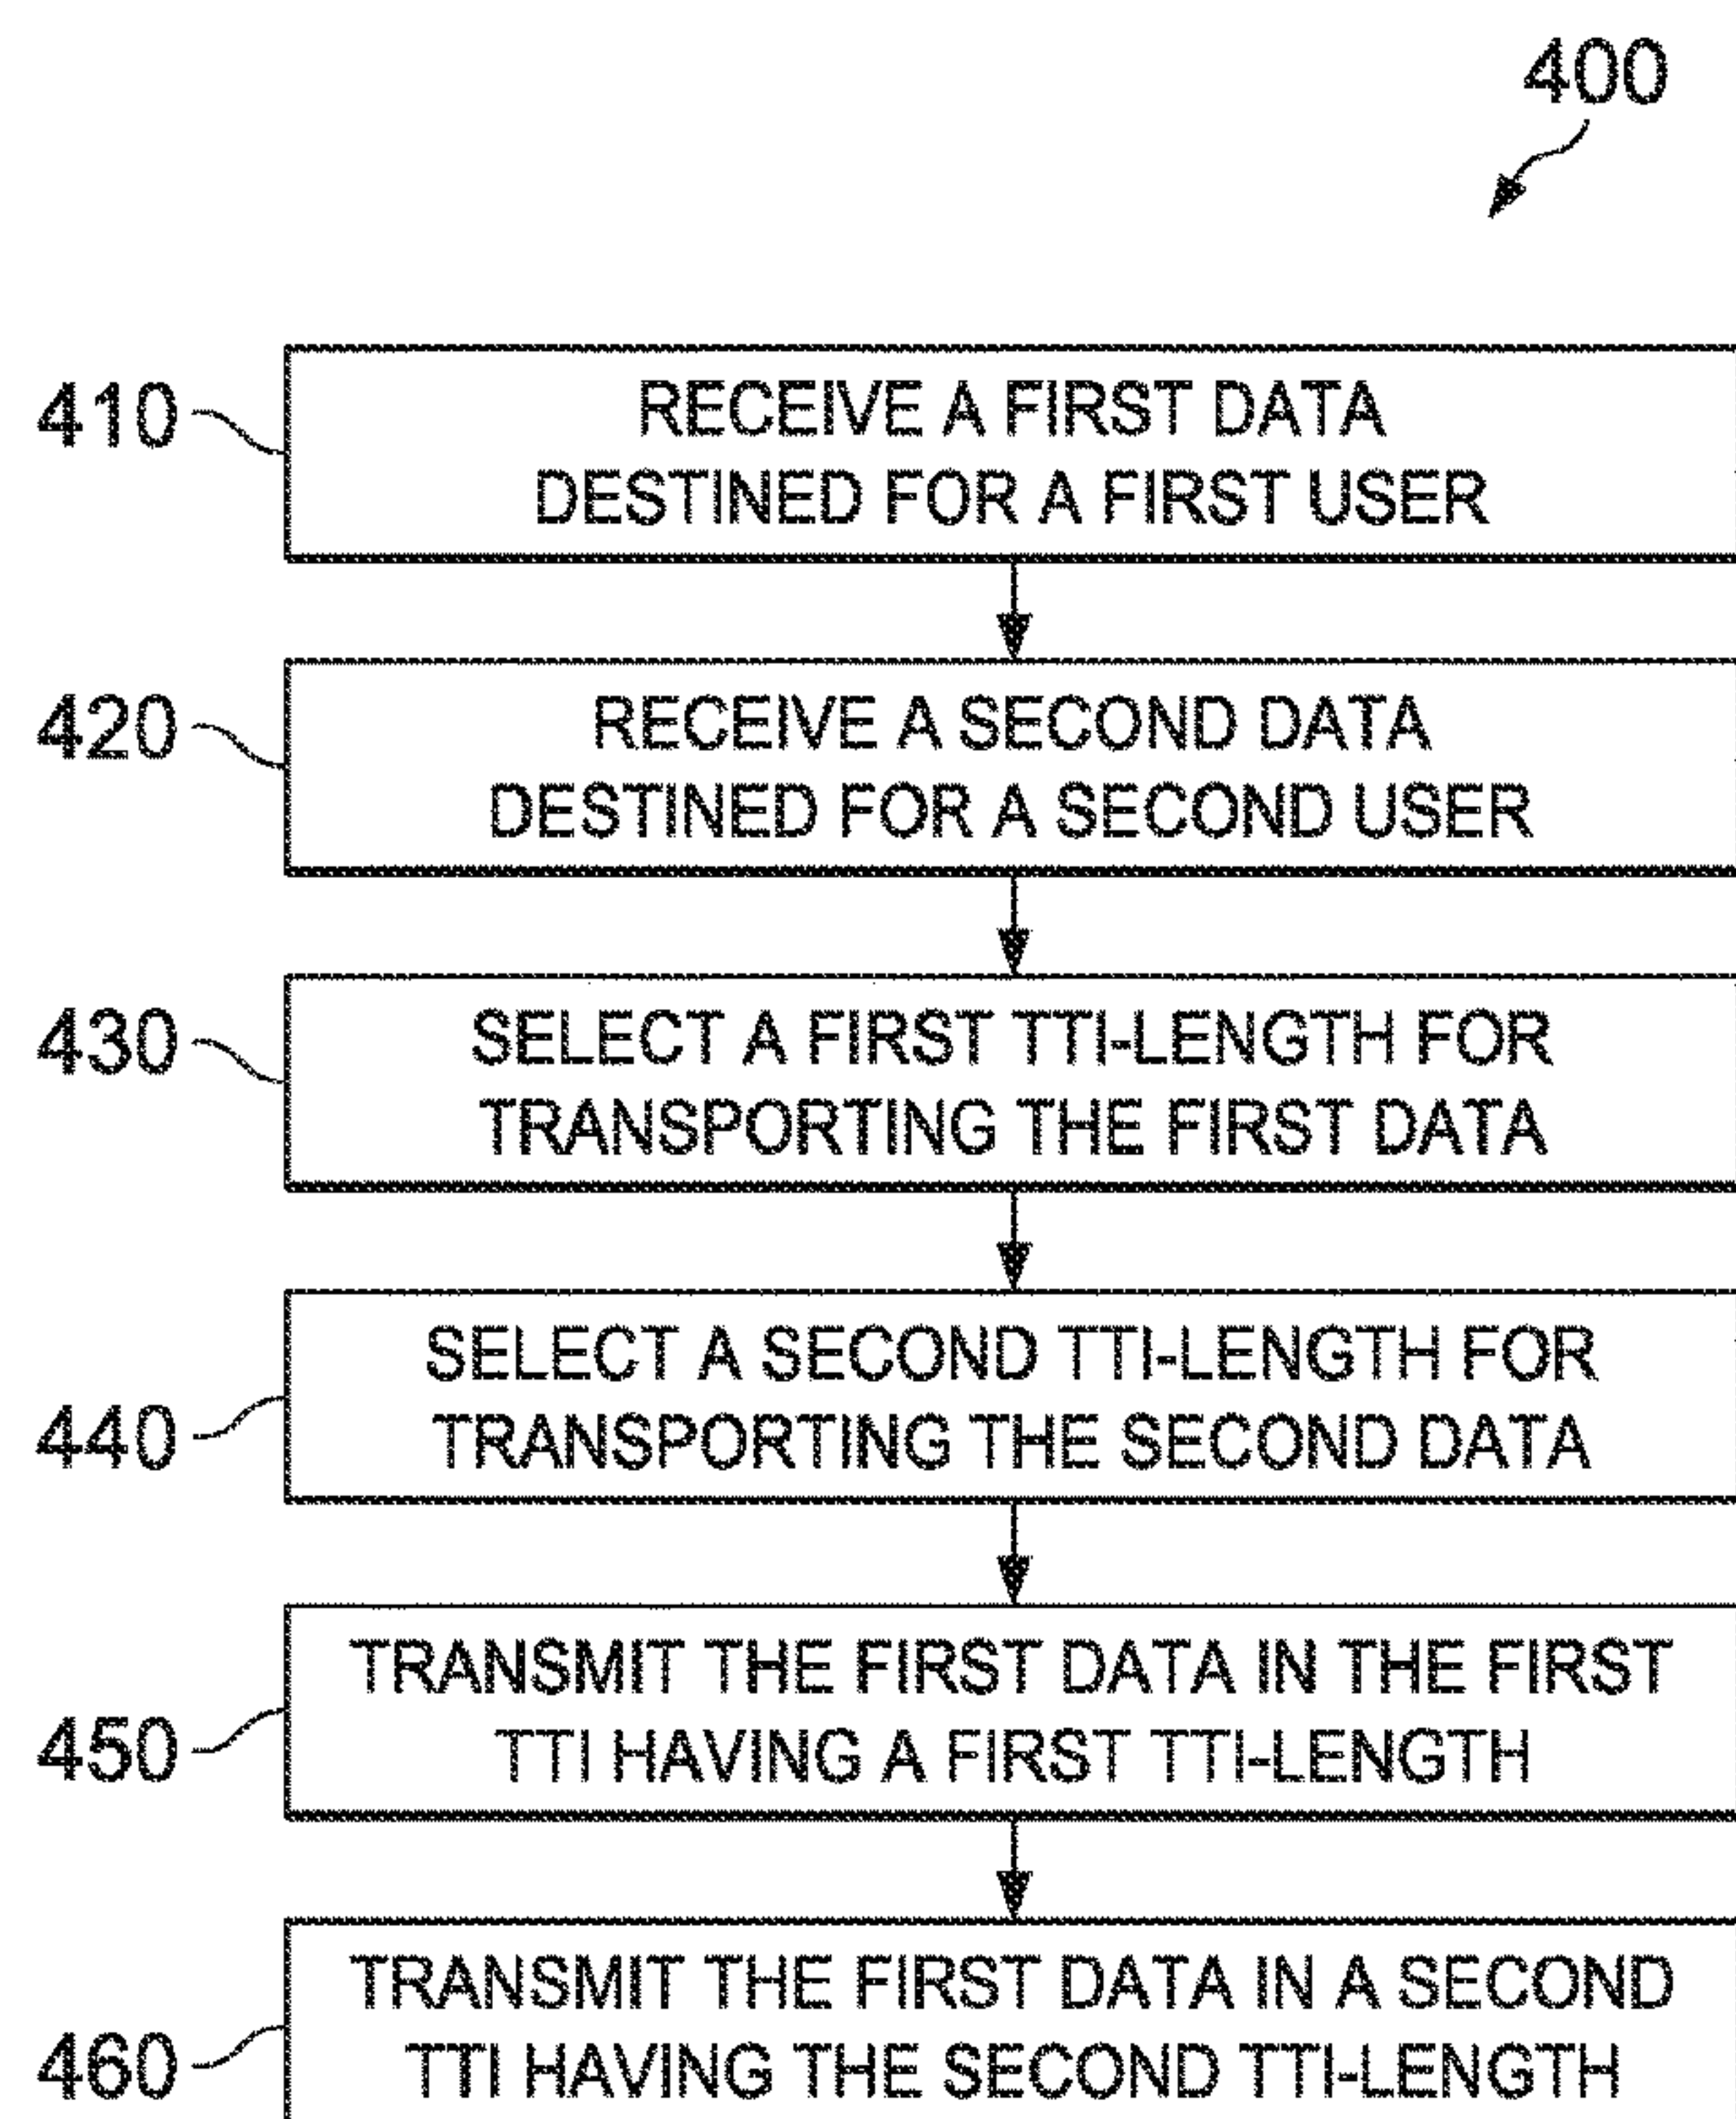 400
410
RECEIVE A FIRST DATA
DESTINED FOR A FIRST USER
420
RECEIVE A SECOND DATA
DESTINED FOR A SECOND USER
430
SELECT A FIRST TTI-LENGTH FOR
TRANSPORTING THE FIRST DATA
440
SELECT A SECOND TTI-LENGTH FOR
TRANSPORTING THE SECOND DATA
450
TRANSMIT THE FIRST DATA IN THE FIRST
TTI HAVING A FIRST TTI-LENGTH
460
TRANSMIT THE FIRST DATA IN A SECOND
TTI HAVING THE SECOND TTI-LENGTH